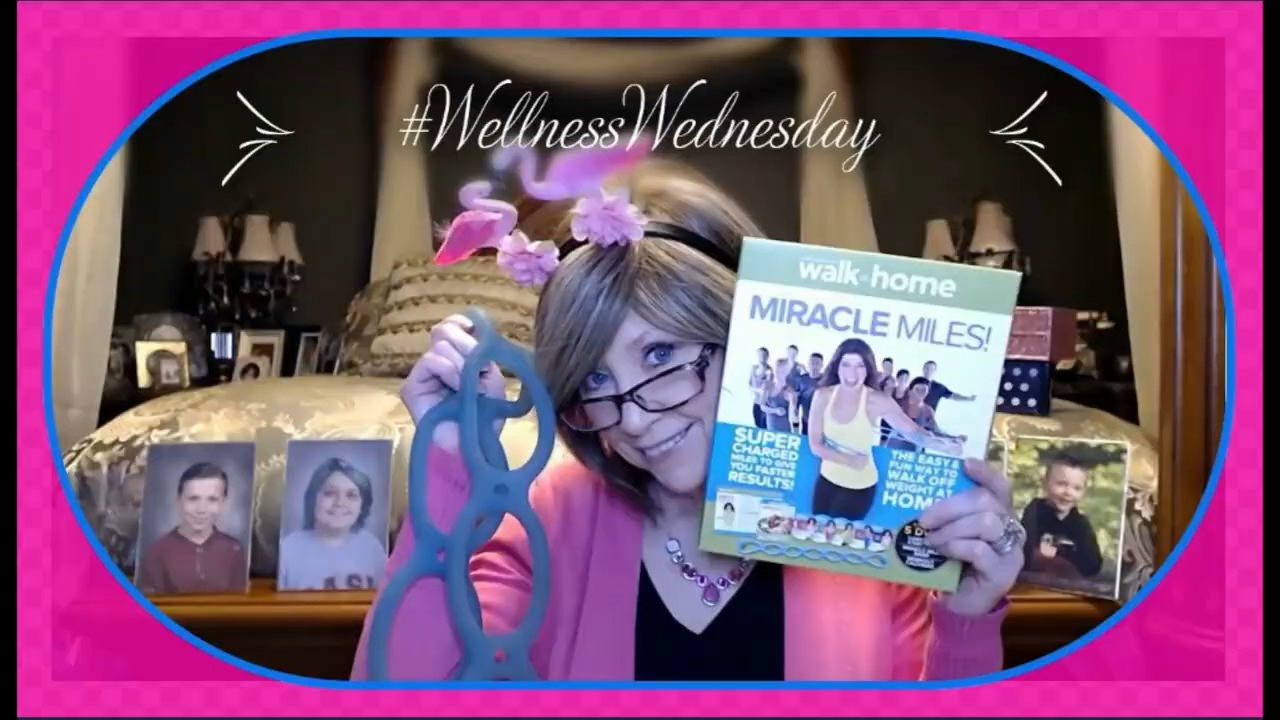 #WellnessWednesday
walk at home
MIRACLE MILES!
SUPER
CHARGED
MILES TO GIVE
YOU FASTER
RESULTS!
THE EASY &
FUN WAY TO
WALK OFF
WEIGHT AT
HOM